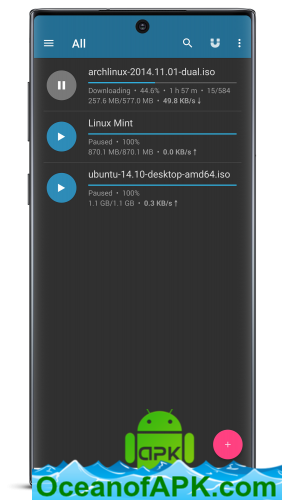 All
archlinux-2014.11.01-dual.iso
Downloading • 44.6% • 1 h 57 m • 15/584
257.6 MB/577.0 MB • 49.8 KB/s ↓
Linux Mint
Paused • 100%
870.1 MB/870.1 MB • 0.0 KB/s ↑
ubuntu-14.10-desktop-amd64.iso
Paused • 100%
1.1 GB/1.1 GB • 0.3 KB/s ↑
APK
+
OceanofAPK.com